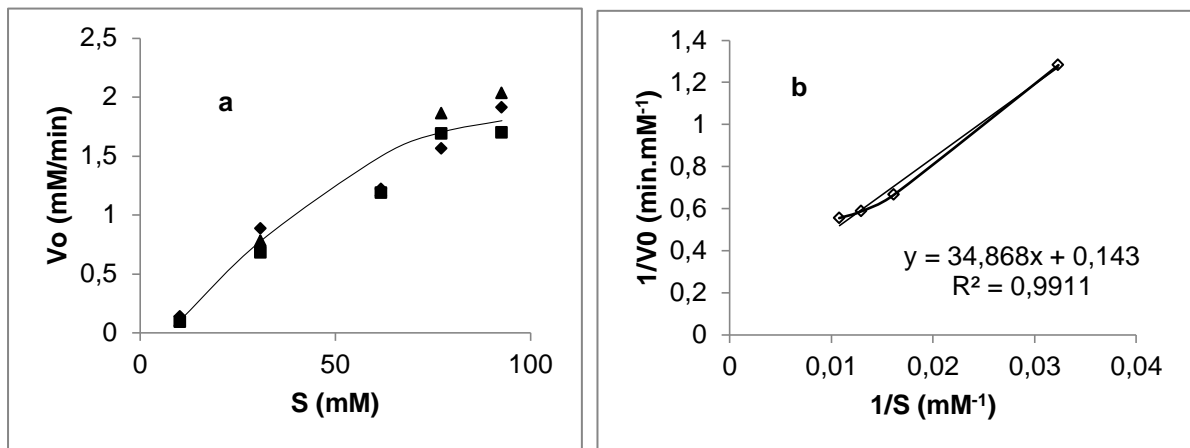 a
Vo (mM/min)
2,5
2
1,5
1
0,5
0
0
50
100
S (mM)
b
1/V0 (min.mM⁻¹)
1,4
1,2
1
0,8
0,6
0,4
0,2
0
y = 34,868x + 0,143
R² = 0,9911
0
0,01
0,02
0,03
0,04
1/S (mM⁻¹)